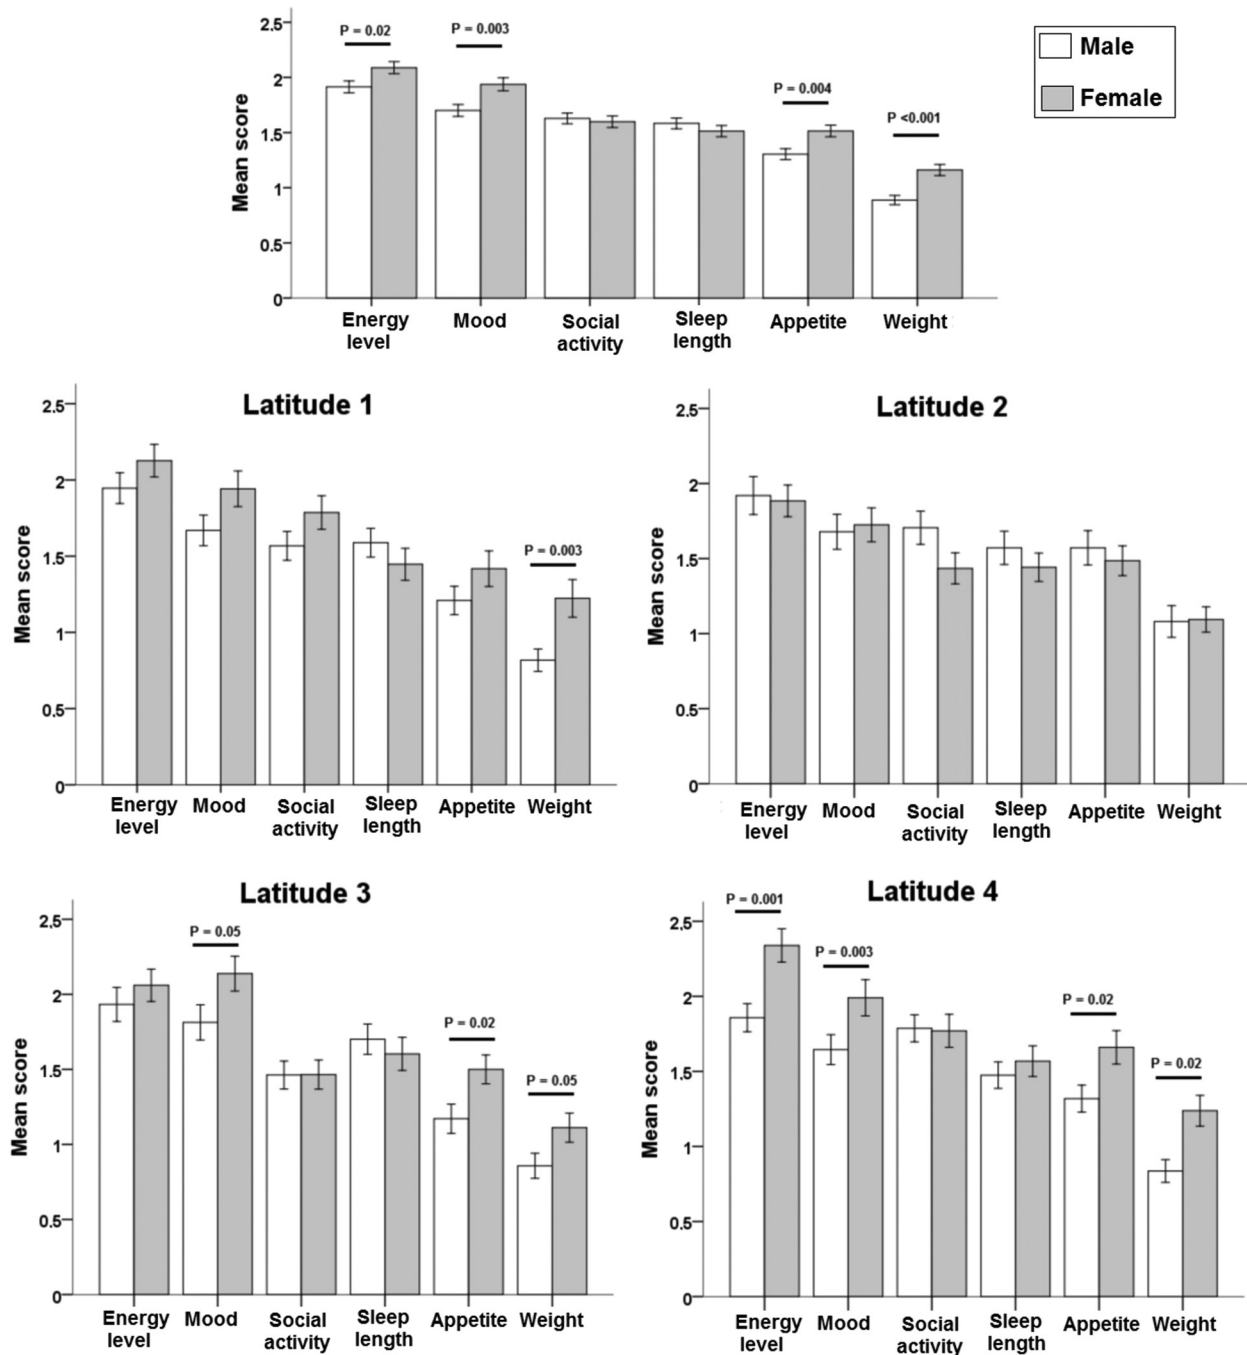 P = 0.02
P = 0.003
P = 0.004
P <0.001
Male
Female
Mean score
2.5
2
1.5
1
0.5
0
Energy
level
Mood
Social
activity
Sleep
length
Appetite
Weight
Latitude 1
P = 0.003
Mean score
2.5
2
1.5
1
0.5
0
Energy
level
Mood
Social
activity
Sleep
length
Appetite
Weight
Latitude 2
Mean score
2.5
2
1.5
1
0.5
0
Energy
level
Mood
Social
activity
Sleep
length
Appetite
Weight
Latitude 3
P = 0.05
P = 0.02
P = 0.05
Mean score
2.5
2
1.5
1
0.5
0
Energy
level
Mood
Social
activity
Sleep
length
Appetite
Weight
Latitude 4
P = 0.001
P = 0.003
P = 0.02
P = 0.02
Mean score
2.5
2
1.5
1
0.5
0
Energy
level
Mood
Social
activity
Sleep
length
Appetite
Weight